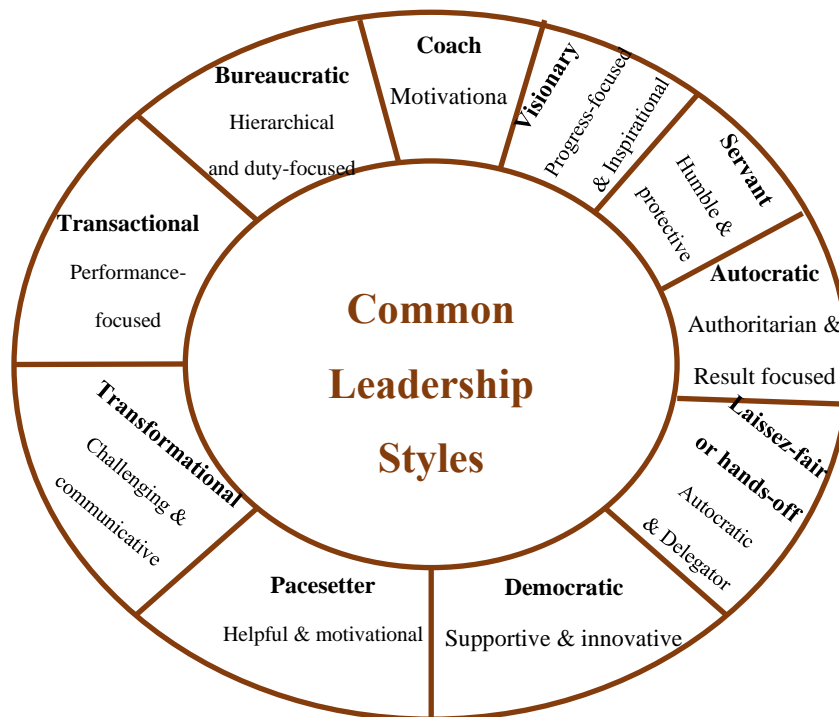 Coach
Motivationa
Visionary
Progress-focused
& Inspirational
Servant
Humble &
protective
Autocratic
Authoritarian &
Result focused
Laissez-fair
or hands-off
Autocratic
& Delegator
Democratic
Supportive & innovative
Pacesetter
Helpful & motivational
Transformational
Challenging &
communicative
Transactional
Performance-
focused
Bureaucratic
Hierarchical
and duty-focused
Common
Leadership
Styles